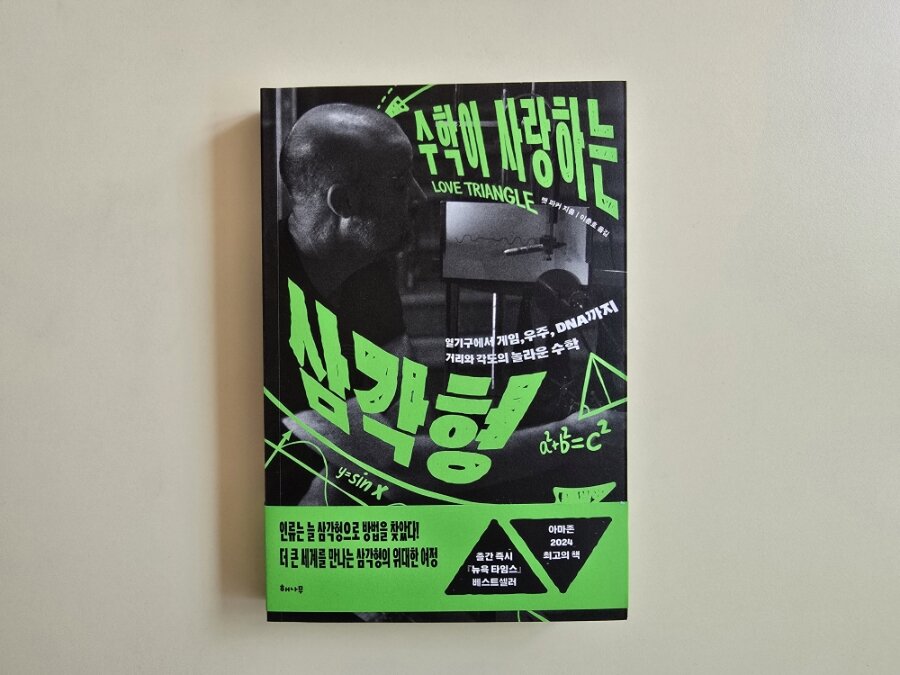 수학이 사랑하는
LOVE TRIANGLE
맷 파커 지음 | 이충호 옮김
삼각형
열기구에서 게임, 우주, DNA까지
거리와 각도의 놀라운 수학
a²+b²=c²
y=sin x
인류는 늘 삼각형으로 방법을 찾았다!
더 큰 세계를 만나는 삼각형의 위대한 여정
출간 즉시
『뉴욕 타임스』
베스트셀러
아마존
2024
최고의 책
해나무